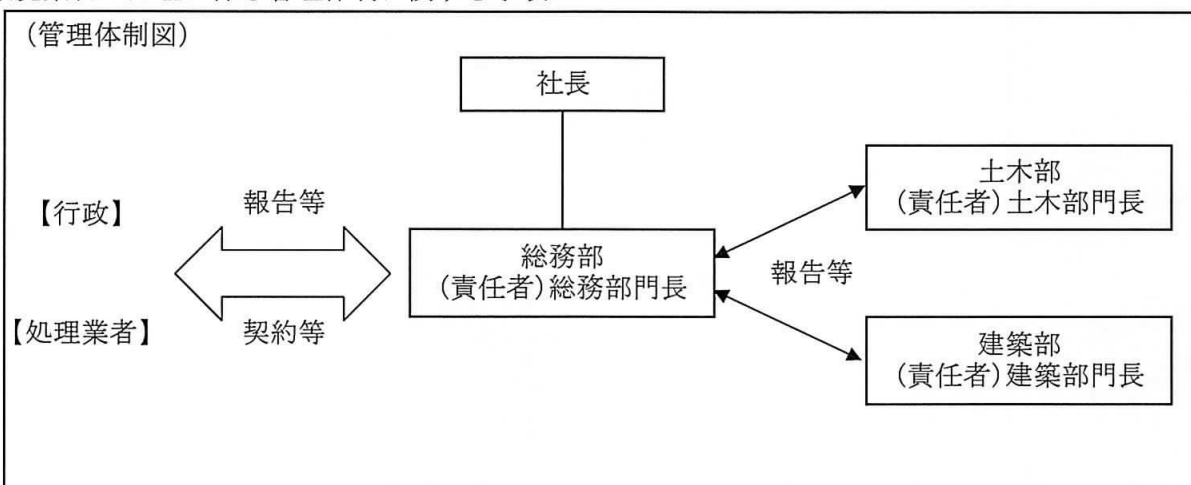 (管理体制図)
社長
土木部
(責任者)土木部門長
【行政】
報告等
総務部
(責任者)総務部門長
報告等
【処理業者】
契約等
建築部
(責任者)建築部門長